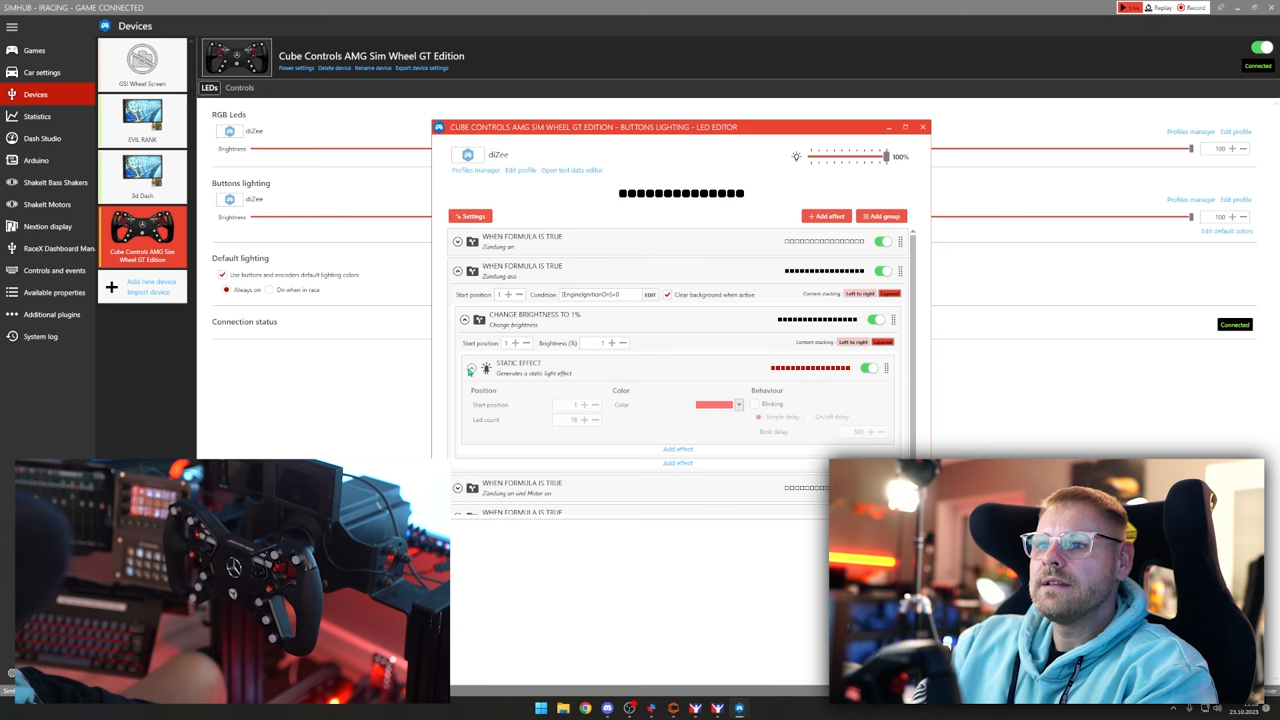 SIMHUB - IRACING - GAME CONNECTED
Live
Replay
Record
Devices
Games
Car settings
Devices
Statistics
Dash Studio
Arduino
ShakeIt Bass Shakers
ShakeIt Motors
Nextion display
RaceX Dashboard Man.
Controls and events
Available properties
Additional plugins
System log
GSI Wheel Screen
EVIL RANK
3d Dash
Cube Controls AMG Sim
Wheel GT Edition
Add new device
Import device
Cube Controls AMG Sim Wheel GT Edition
Power settings Delete device Rename device Export device settings
Connected
LEDs Controls
RGB Leds
diZee
Brightness
Profiles manager Edit profile
100
Buttons lighting
diZee
Brightness
Profiles manager Edit profile
100
Edit default colors
Default lighting
Use buttons and encoders default lighting colors
Always on On when in race
Connection status
Connected
CUBE CONTROLS AMG SIM WHEEL GT EDITION - BUTTONS LIGHTING - LED EDITOR
diZee
100%
Profiles manager Edit profile Open test data editor
Settings
Add effect
Add group
WHEN FORMULA IS TRUE
Zündung an
WHEN FORMULA IS TRUE
Zündung aus
Start position 1 Condition [EngineIgnitionOn]=0 EDIT Clear background when active Content stacking Left to right Layered
CHANGE BRIGHTNESS TO 1%
Change brightness
Start position 1 Brightness (%) 1 Content stacking Left to right Layered
STATIC EFFECT
Generates a static light effect
Position Color Behaviour
Start position 1 Color Blinking
Simple delay On/off delay
Led count 16
Blink delay 500
Add effect
Add effect
WHEN FORMULA IS TRUE
Zündung an und Motor an
WHEN FORMULA IS TRUE
23.10.2023